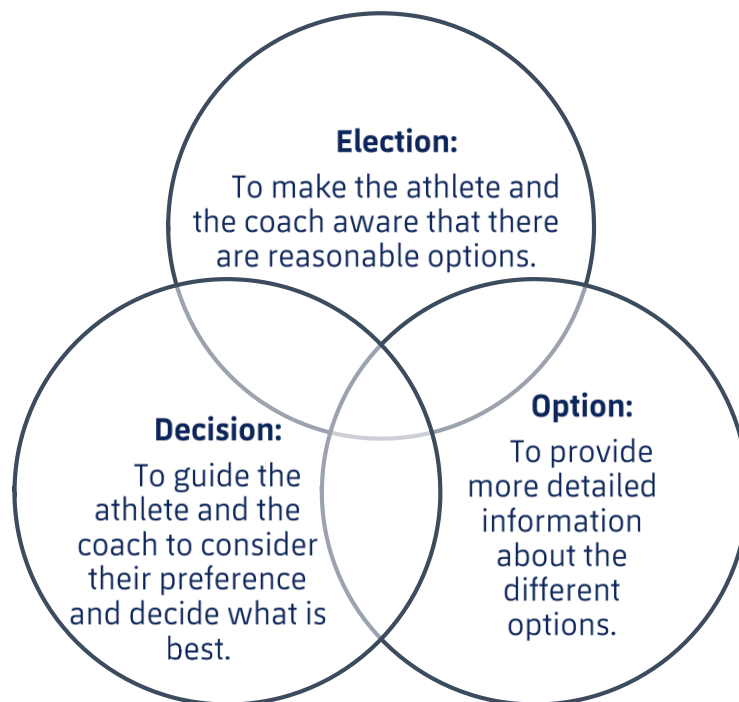 Election:
To make the athlete and
the coach aware that there
are reasonable options.
Decision:
To guide the
athlete and the
coach to consider
their preference
and decide what is
best.
Option:
To provide
more detailed
information
about the
different
options.